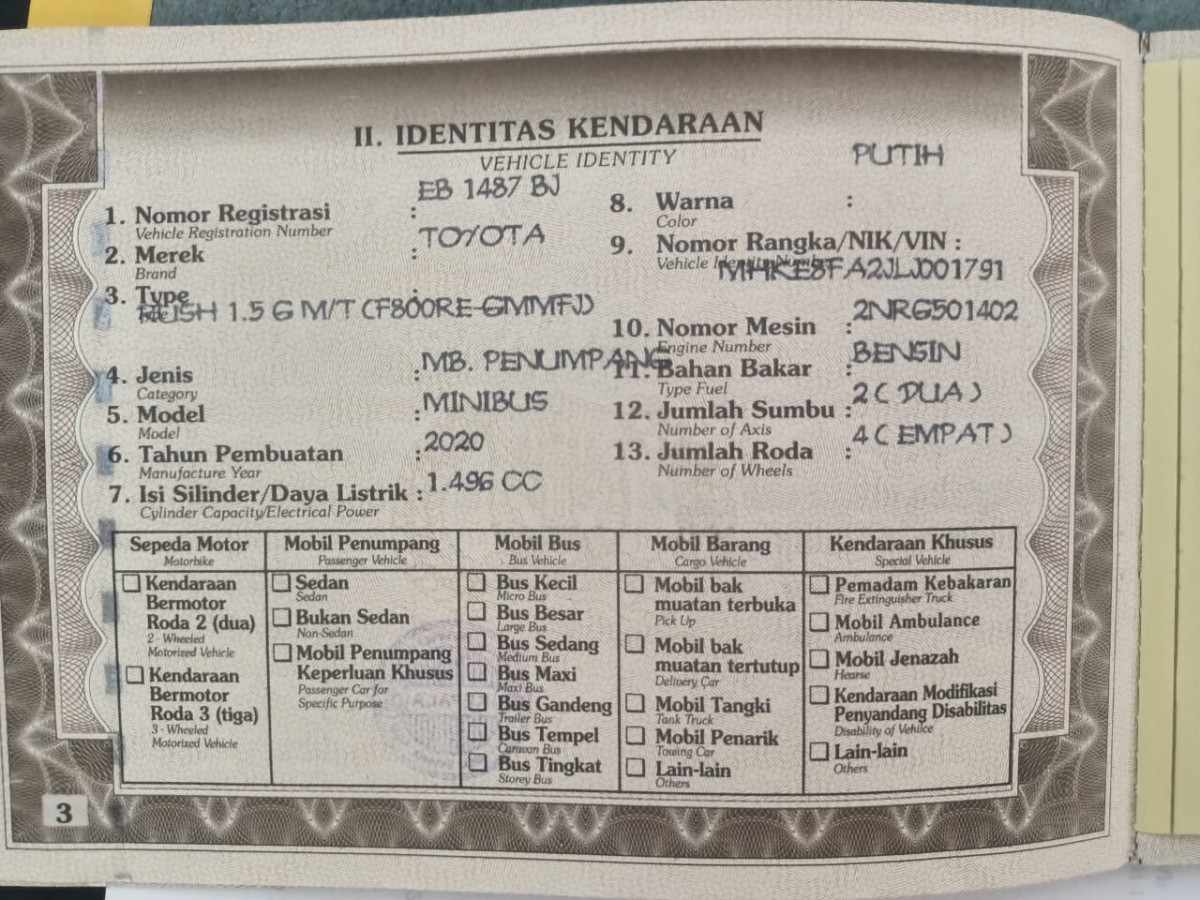 II. IDENTITAS KENDARAAN
VEHICLE IDENTITY
1. Nomor Registrasi : EB 1487 BJ
Vehicle Registration Number
2. Merek : TOYOTA
Brand
3. Type :
RUSH 1.5 G M/T (F800RE-GMMFJ)
4. Jenis : MB. PENUMPANG
Category
5. Model : MINIBUS
Model
6. Tahun Pembuatan : 2020
Manufacture Year
7. Isi Silinder/Daya Listrik : 1.496 CC
Cylinder Capacity/Electrical Power
8. Warna : PUTIH
Color
9. Nomor Rangka/NIK/VIN :
Vehicle Identity Number
MHKE8FA2JLJ001791
10. Nomor Mesin : 2NRG501402
Engine Number
11. Bahan Bakar : BENSIN
Type Fuel
12. Jumlah Sumbu : 2 ( DUA )
Number of Axis
13. Jumlah Roda : 4 ( EMPAT )
Number of Wheels
Sepeda Motor
Motorbike
Kendaraan
Bermotor
Roda 2 (dua)
2 - Wheeled
Motorized Vehicle
Kendaraan
Bermotor
Roda 3 (tiga)
3 - Wheeled
Motorized Vehicle
Mobil Penumpang
Passenger Vehicle
Sedan
Sedan
Bukan Sedan
Non-Sedan
Mobil Penumpang
Keperluan Khusus
Passenger Car for
Specific Purpose
Mobil Bus
Bus Vehicle
Bus Kecil
Micro Bus
Bus Besar
Large Bus
Bus Sedang
Medium Bus
Bus Maxi
Maxi Bus
Bus Gandeng
Trailer Bus
Bus Tempel
Caravan Bus
Bus Tingkat
Storey Bus
Mobil Barang
Cargo Vehicle
Mobil bak
muatan terbuka
Pick Up
Mobil bak
muatan tertutup
Delivery Car
Mobil Tangki
Tank Truck
Mobil Penarik
Towing Car
Lain-lain
Others
Kendaraan Khusus
Special Vehicle
Pemadam Kebakaran
Fire Extinguisher Truck
Mobil Ambulance
Ambulance
Mobil Jenazah
Hearse
Kendaraan Modifikasi
Penyandang Disabilitas
Disability of Vehilce
Lain-lain
Others
3